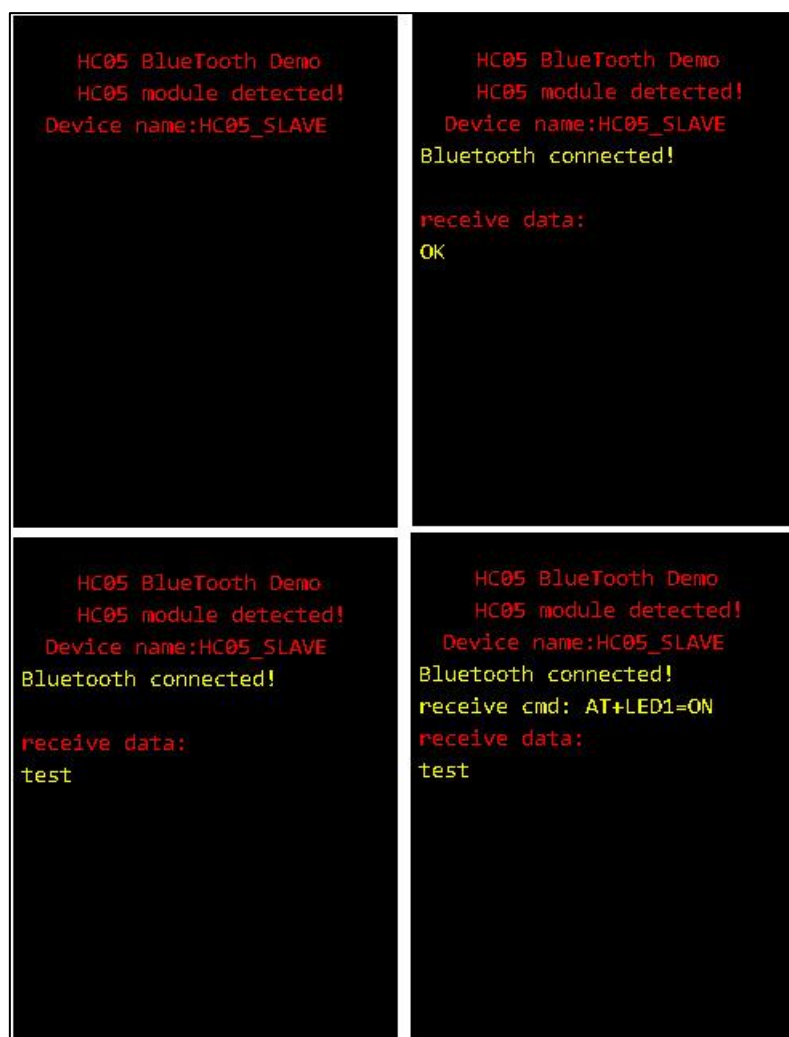 HC05 BlueTooth Demo
HC05 module detected!
Device name:HC05_SLAVE
HC05 BlueTooth Demo
HC05 module detected!
Device name:HC05_SLAVE
Bluetooth connected!
receive data:
OK
HC05 BlueTooth Demo
HC05 module detected!
Device name:HC05_SLAVE
Bluetooth connected!
receive data:
test
HC05 BlueTooth Demo
HC05 module detected!
Device name:HC05_SLAVE
Bluetooth connected!
receive cmd: AT+LED1=ON
receive data:
test